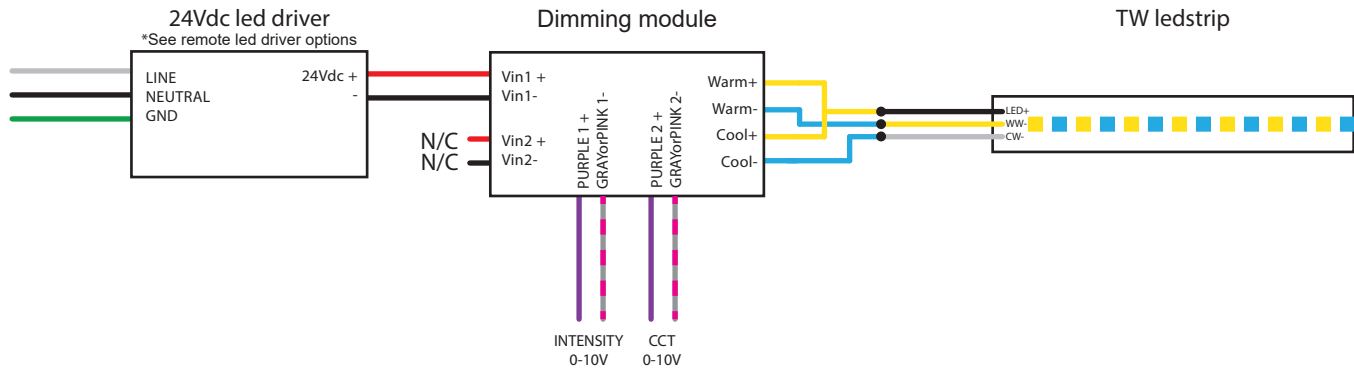 24Vdc led driver
*See remote led driver options
LINE
NEUTRAL
GND
24Vdc +
-
Dimming module
Vin1 +
Vin1-
N/C
Vin2 +
N/C
Vin2-
PURPLE 1 +
GRAYorPINK 1-
PURPLE 2 +
GRAYorPINK 2-
Warm+
Warm-
Cool+
Cool-
INTENSITY
0-10V
CCT
0-10V
TW ledstrip
LED+
WW-
CW-